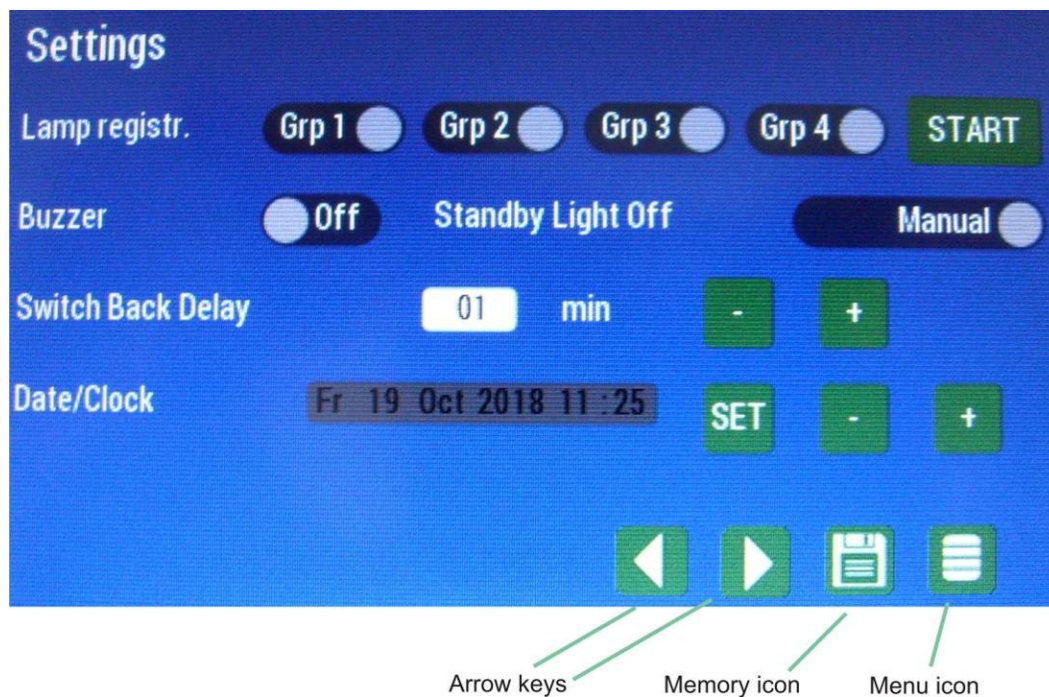 Settings
Lamp registr. Grp 1 Grp 2 Grp 3 Grp 4 START
Buzzer Off Standby Light Off Manual
Switch Back Delay 01 min - +
Date/Clock Fr 19 Oct 2018 11 : 25 SET - +
Arrow keys Memory icon Menu icon